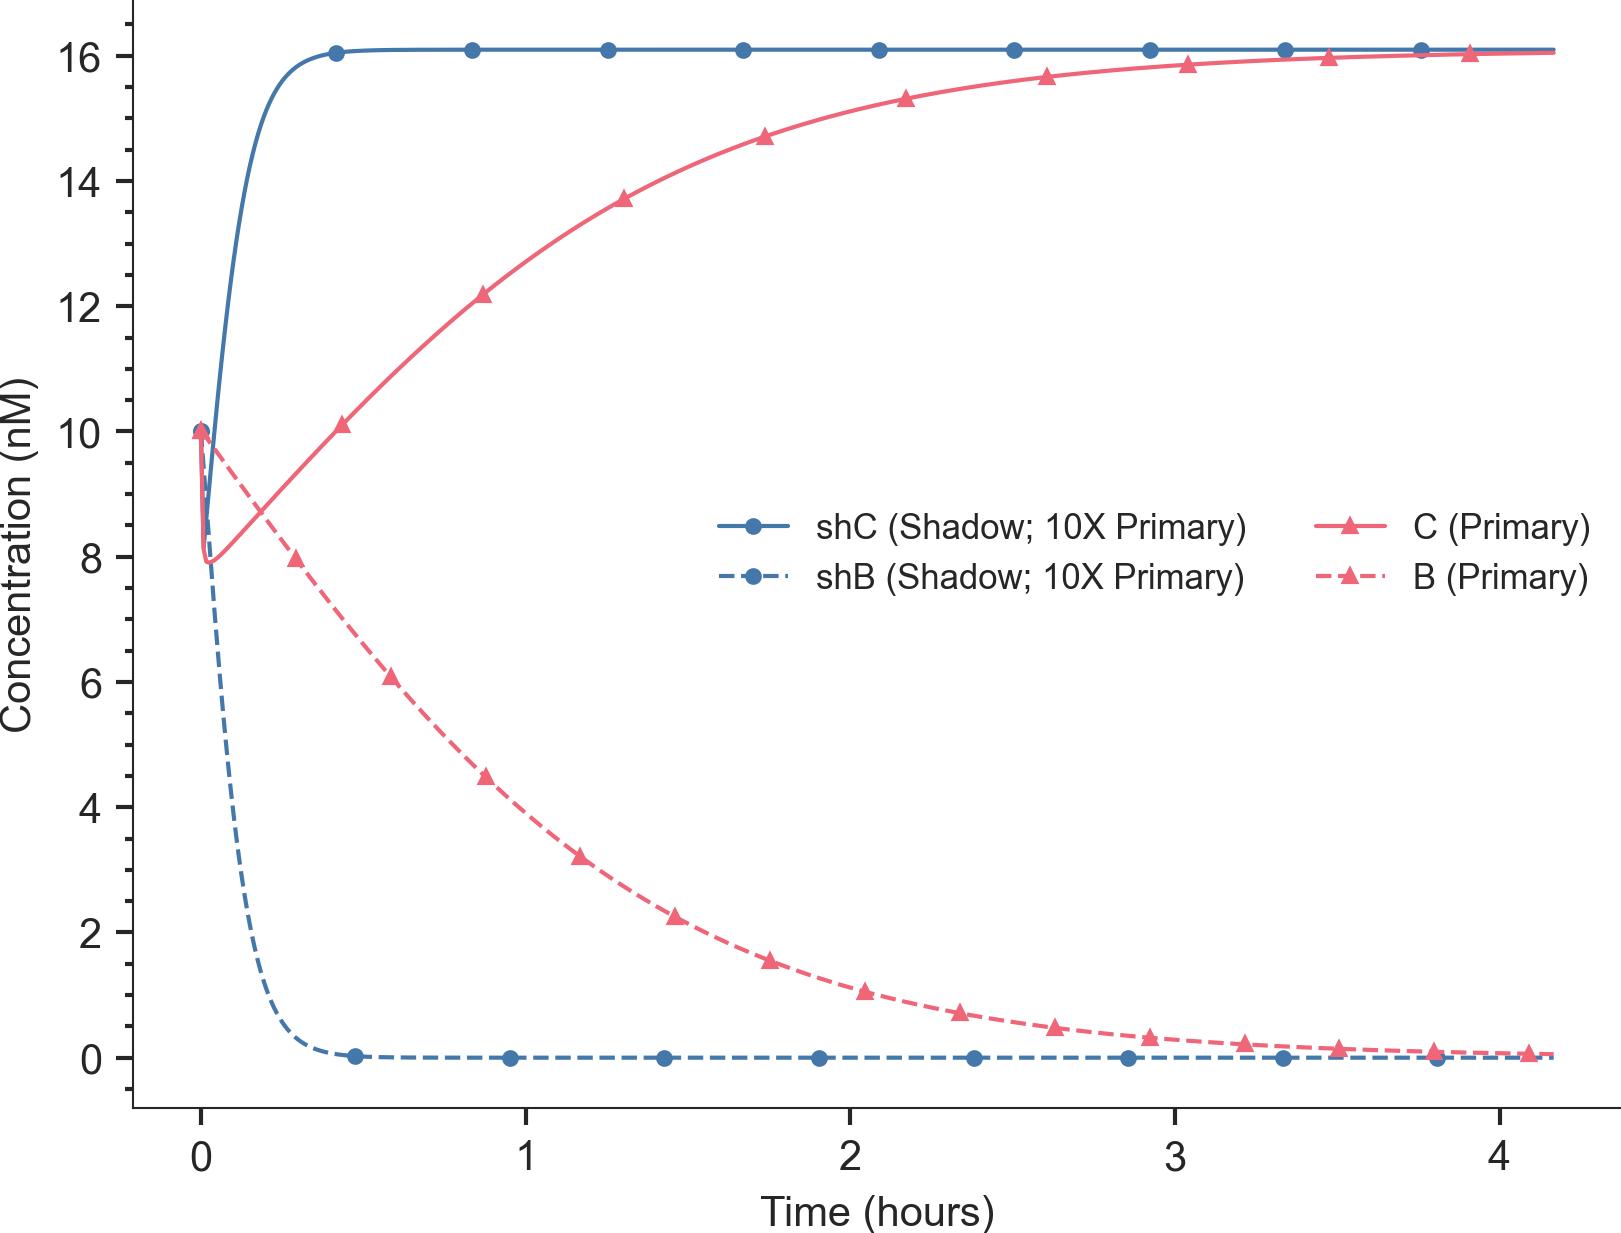 Concentration (nM)
16
14
12
10
8
6
4
2
0
shC (Shadow; 10X Primary)
shB (Shadow; 10X Primary)
C (Primary)
B (Primary)
0 1 2 3 4
Time (hours)